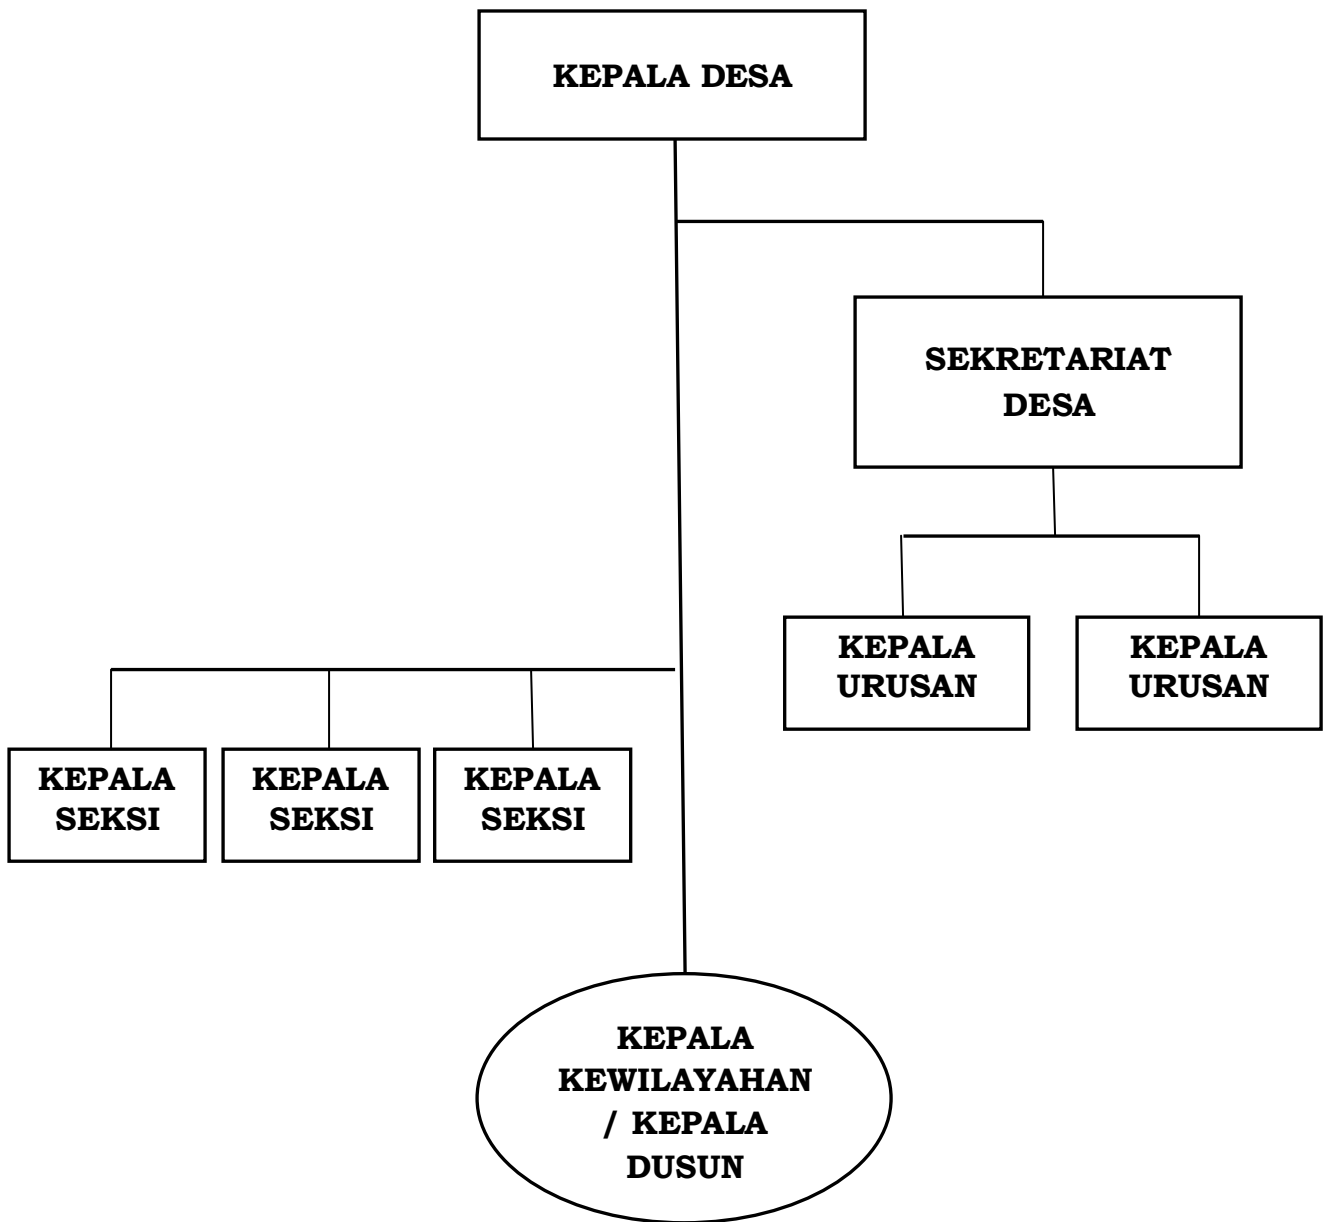 KEPALA DESA
SEKRETARIAT
DESA
KEPALA
URUSAN
KEPALA
URUSAN
KEPALA
SEKSI
KEPALA
SEKSI
KEPALA
SEKSI
KEPALA
KEWILAYAHAN
/ KEPALA
DUSUN